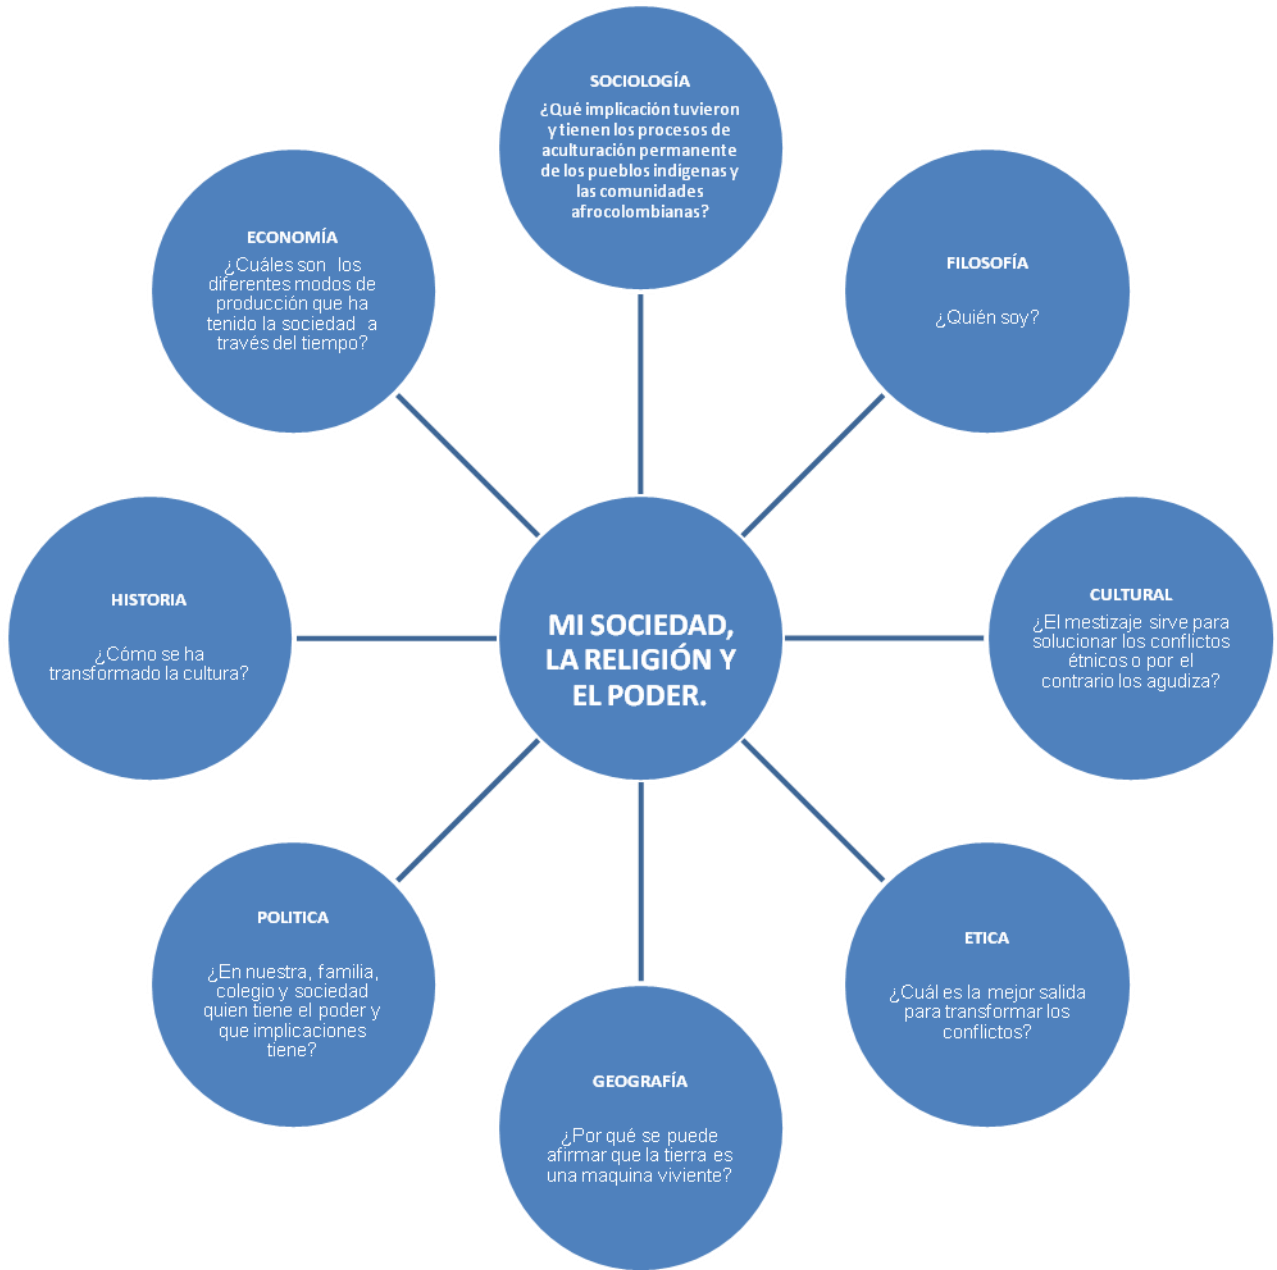 SOCIOLOGÍA
¿Qué implicación tuvieron
y tienen los procesos de
aculturación permanente
de los pueblos indígenas y
las comunidades
afrocolombianas?
FILOSOFÍA
¿Quién soy?
CULTURAL
¿El mestizaje sirve para
solucionar los conflictos
étnicos o por el
contrario los agudiza?
ETICA
¿Cuál es la mejor salida
para transformar los
conflictos?
GEOGRAFÍA
¿Por qué se puede
afirmar que la tierra es
una maquina viviente?
POLITICA
¿En nuestra, familia,
colegio y sociedad
quien tiene el poder y
que implicaciones
tiene?
HISTORIA
¿Cómo se ha
transformado la cultura?
ECONOMÍA
¿Cuáles son los
diferentes modos de
producción que ha
tenido la sociedad a
través del tiempo?
MI SOCIEDAD,
LA RELIGIÓN Y
EL PODER.